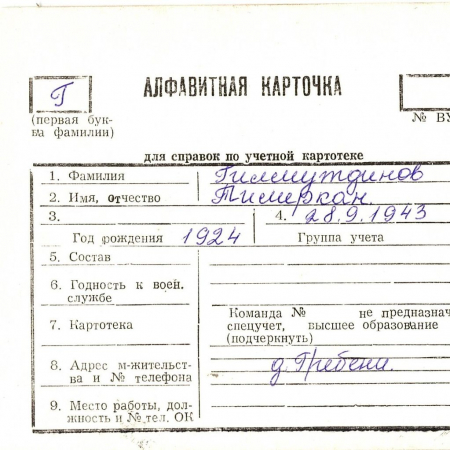 Г
АЛФАВИТНАЯ КАРТОЧКА
(первая бук-
ва фамилии)
№ ВУ
для справок по учетной картотеке
1. Фамилия Гиммутдинов
2. Имя, отчество Тимеркан.
3. 4. 28.9.1943
Год рождения 1924 Группа учета
5. Состав
6. Годность к воен.
службе
Команда № не предназнач
7. Картотека спецучет, высшее образование
(подчеркнуть)
8. Адрес м-жительст-
ва и № телефона д. Гребени.
9. Место работы, дол-
жность и № тел. ОК